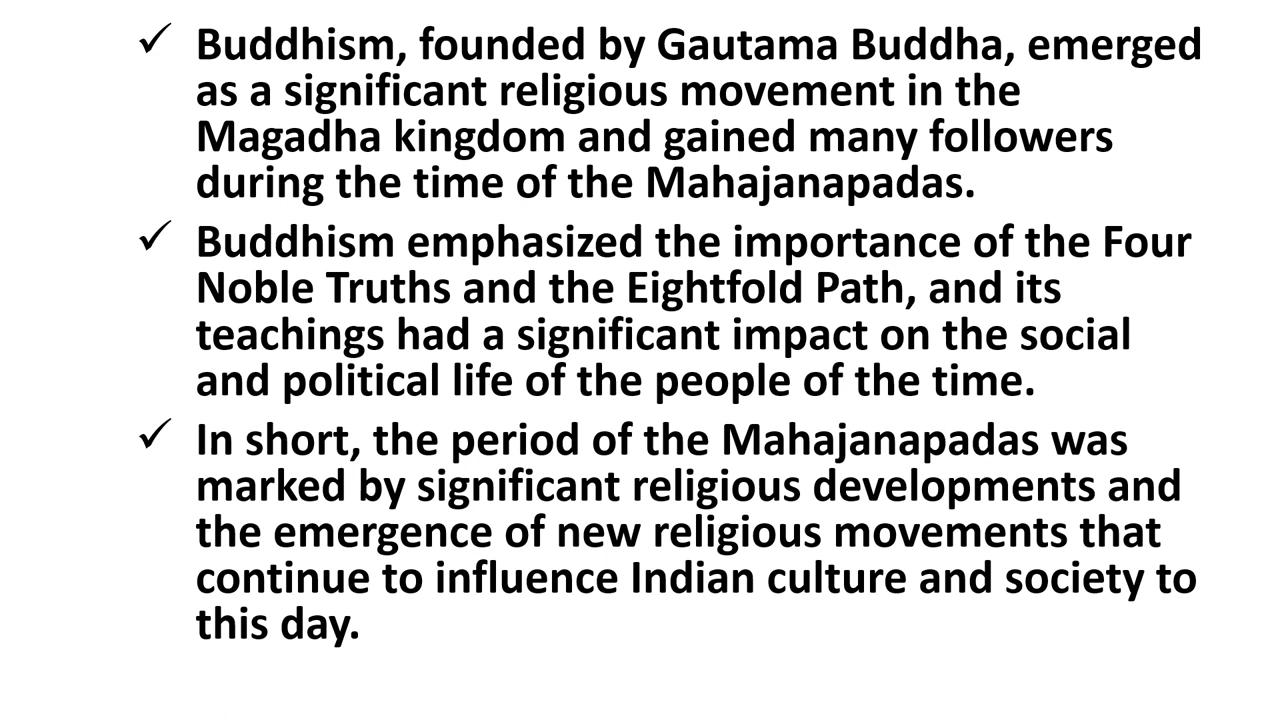 ✓ Buddhism, founded by Gautama Buddha, emerged
as a significant religious movement in the
Magadha kingdom and gained many followers
during the time of the Mahajanapadas.
✓ Buddhism emphasized the importance of the Four
Noble Truths and the Eightfold Path, and its
teachings had a significant impact on the social
and political life of the people of the time.
✓ In short, the period of the Mahajanapadas was
marked by significant religious developments and
the emergence of new religious movements that
continue to influence Indian culture and society to
this day.